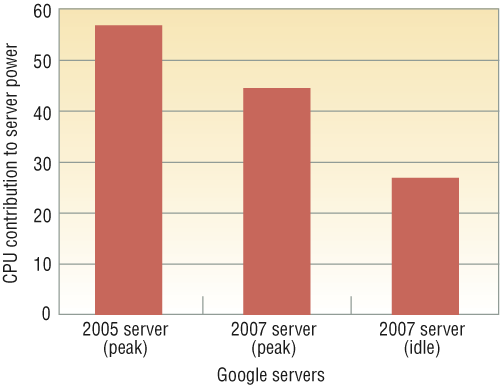 60
50
40
30
20
10
0
CPU contribution to server power
2005 server
(peak)
2007 server
(peak)
2007 server
(idle)
Google servers